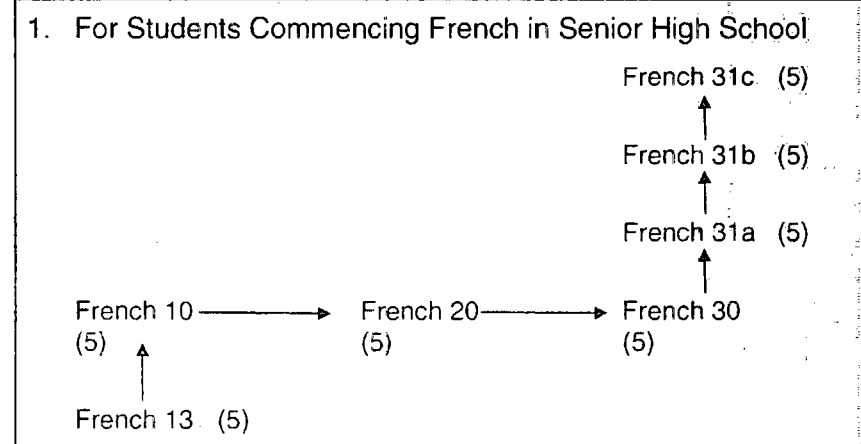 1. For Students Commencing French in Senior High School
French 31c (5)
French 31b (5)
French 31a (5)
French 10 French 20 French 30
(5) (5) (5)
French 13 (5)